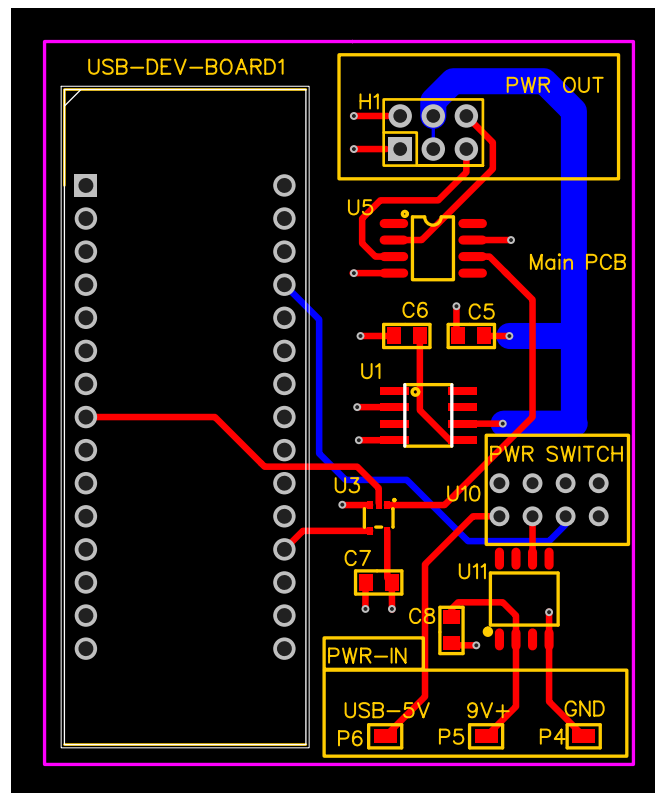 USB-DEV-BOARD1
PWR OUT
H1
U5
Main PCB
C6
C5
U1
PWR SWITCH
U3
U10
C7
U11
C8
PWR-IN
USB-5V
9V+
GND
P6
P5
P4